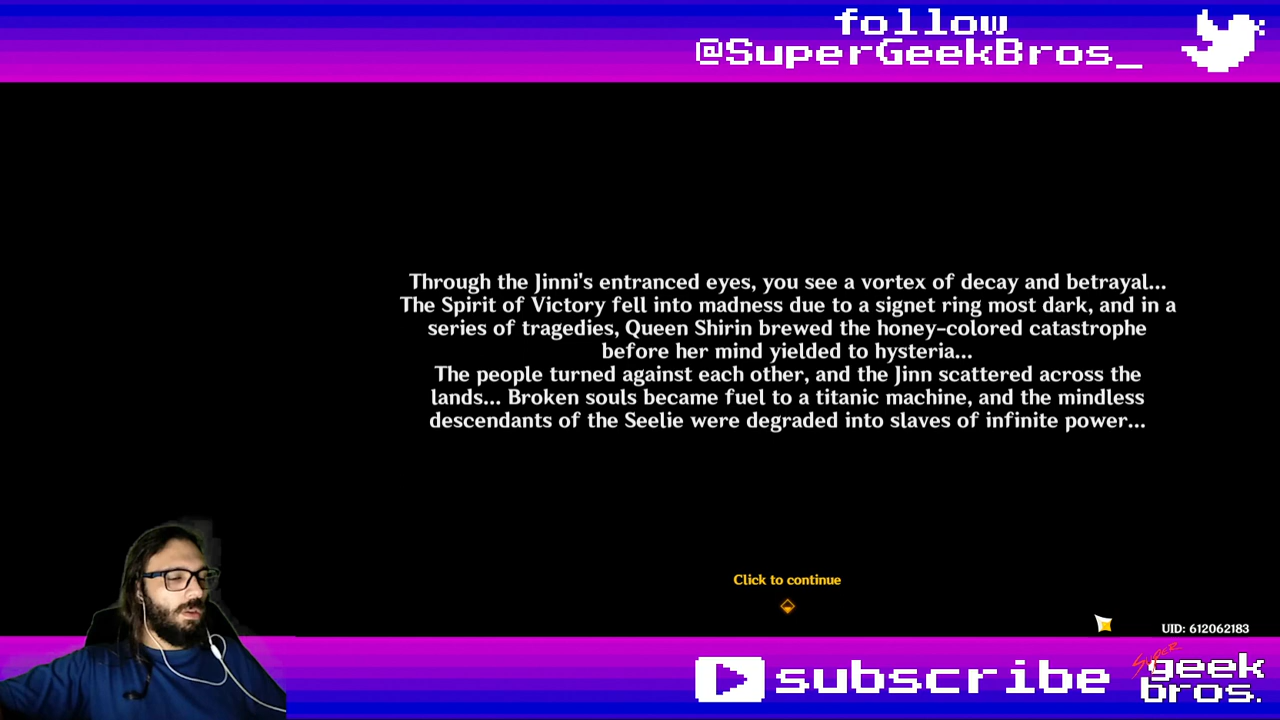 follow
@SuperGeekBros_
Through the Jinni's entranced eyes, you see a vortex of decay and betrayal...
The Spirit of Victory fell into madness due to a signet ring most dark, and in a
series of tragedies, Queen Shirin brewed the honey-colored catastrophe
before her mind yielded to hysteria...
The people turned against each other, and the Jinn scattered across the
lands... Broken souls became fuel to a titanic machine, and the mindless
descendants of the Seelie were degraded into slaves of infinite power...
Click to continue
UID: 612062183
subscribe
SUPER
geek
bros.